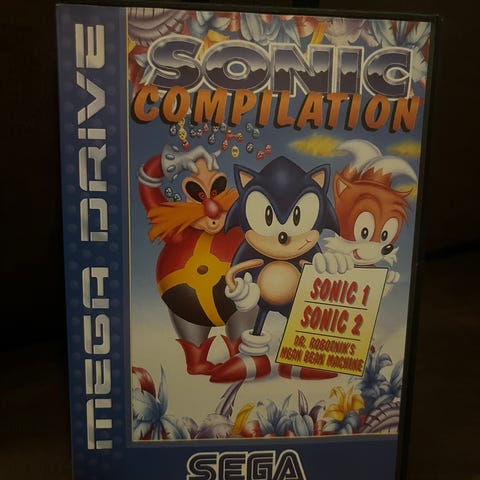 MEGA DRIVE
SONIC
COMPILATION
SONIC 1
SONIC 2
DR. ROBOTNIK'S
MEAN BEAN MACHINE
SEGA